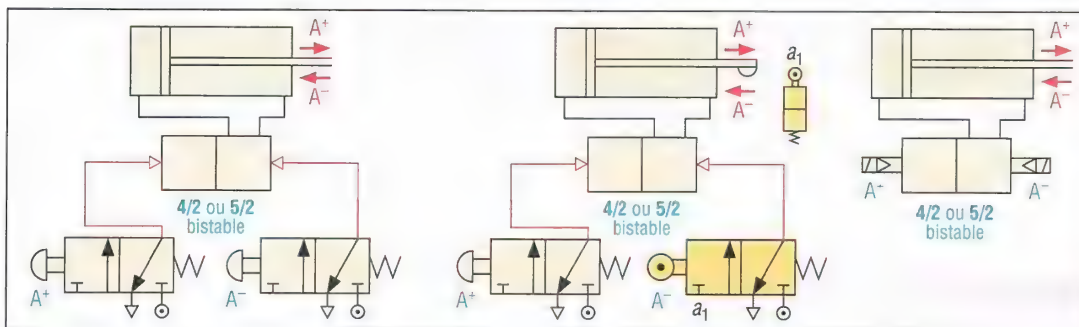 A⁺
A⁻
4/2 ou 5/2
bistable
A⁺
A⁻
A⁺
A⁻
a₁
4/2 ou 5/2
bistable
A⁺
A⁻
a₁
A⁺
A⁻
A⁺
A⁻
4/2 ou 5/2
bistable